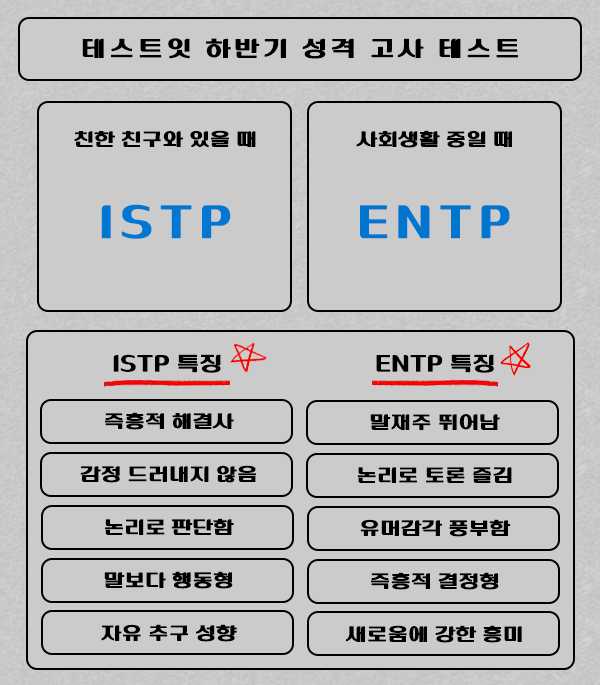 테스트잇 하반기 성격 고사 테스트
친한 친구와 있을 때
ISTP
사회생활 중일 때
ENTP
ISTP 특징
즉흥적 해결사
감정 드러내지 않음
논리로 판단함
말보다 행동형
자유 추구 성향
ENTP 특징
말재주 뛰어남
논리로 토론 즐김
유머감각 풍부함
즉흥적 결정형
새로움에 강한 흥미